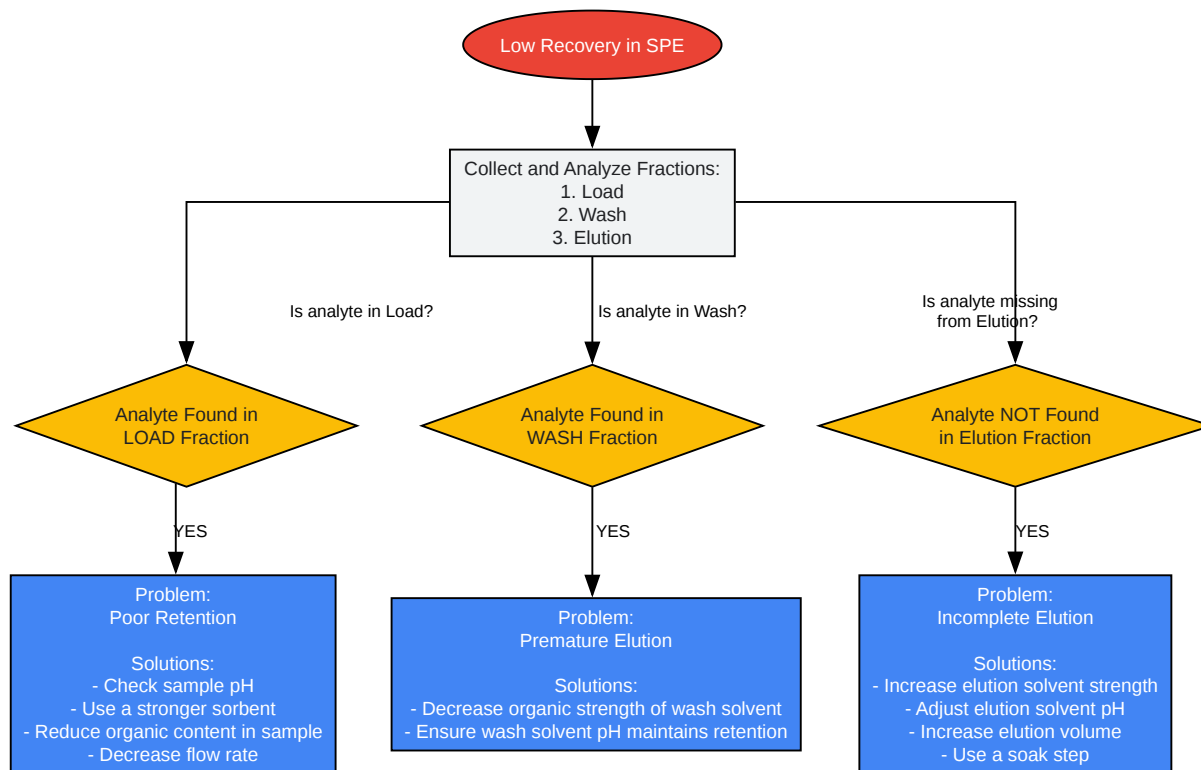 Low Recovery in SPE
Collect and Analyze Fractions:
1. Load
2. Wash
3. Elution
Is analyte in Load?
Is analyte in Wash?
Is analyte missing
from Elution?
Analyte Found in
LOAD Fraction
Analyte Found in
WASH Fraction
Analyte NOT Found
in Elution Fraction
YES
YES
YES
Problem:
Poor Retention
Solutions:
- Check sample pH
- Use a stronger sorbent
- Reduce organic content in sample
- Decrease flow rate
Problem:
Premature Elution
Solutions:
- Decrease organic strength of wash solvent
- Ensure wash solvent pH maintains retention
Problem:
Incomplete Elution
Solutions:
- Increase elution solvent strength
- Adjust elution solvent pH
- Increase elution volume
- Use a soak step